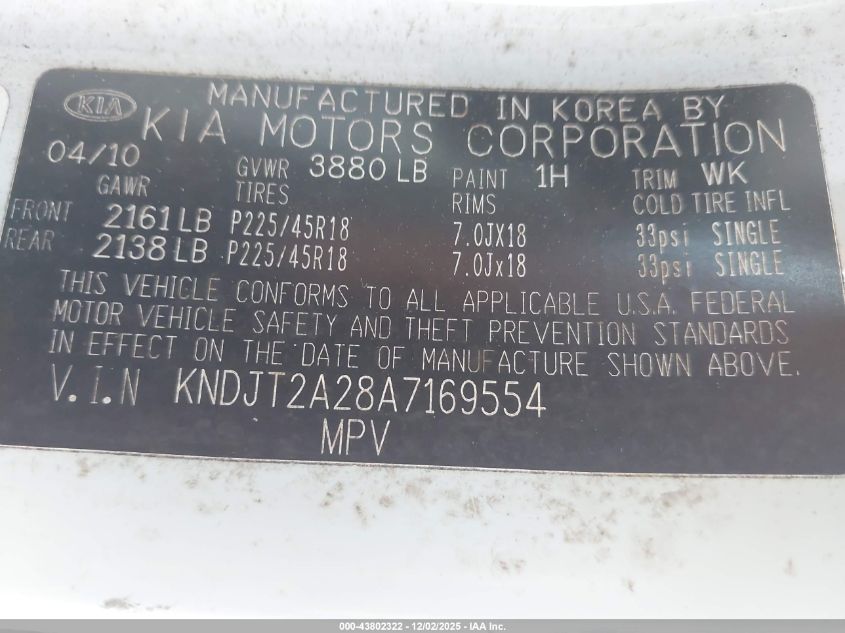 KIA
MANUFACTURED IN KOREA BY
KIA MOTORS CORPORATION
04/10 GVWR 3880 LB PAINT 1H TRIM WK
GAWR TIRES RIMS COLD TIRE INFL
FRONT 2161 LB P225/45R18 7.0JX18 33psi SINGLE
REAR 2138 LB P225/45R18 7.0Jx18 33psi SINGLE
THIS VEHICLE CONFORMS TO ALL APPLICABLE U.S.A. FEDERAL
MOTOR VEHICLE SAFETY AND THEFT PREVENTION STANDARDS
IN EFFECT ON THE DATE OF MANUFACTURE SHOWN ABOVE.
V.I.N KNDJT2A28A7169554
MPV
000-43802322 - 12/02/2025 - IAA Inc.